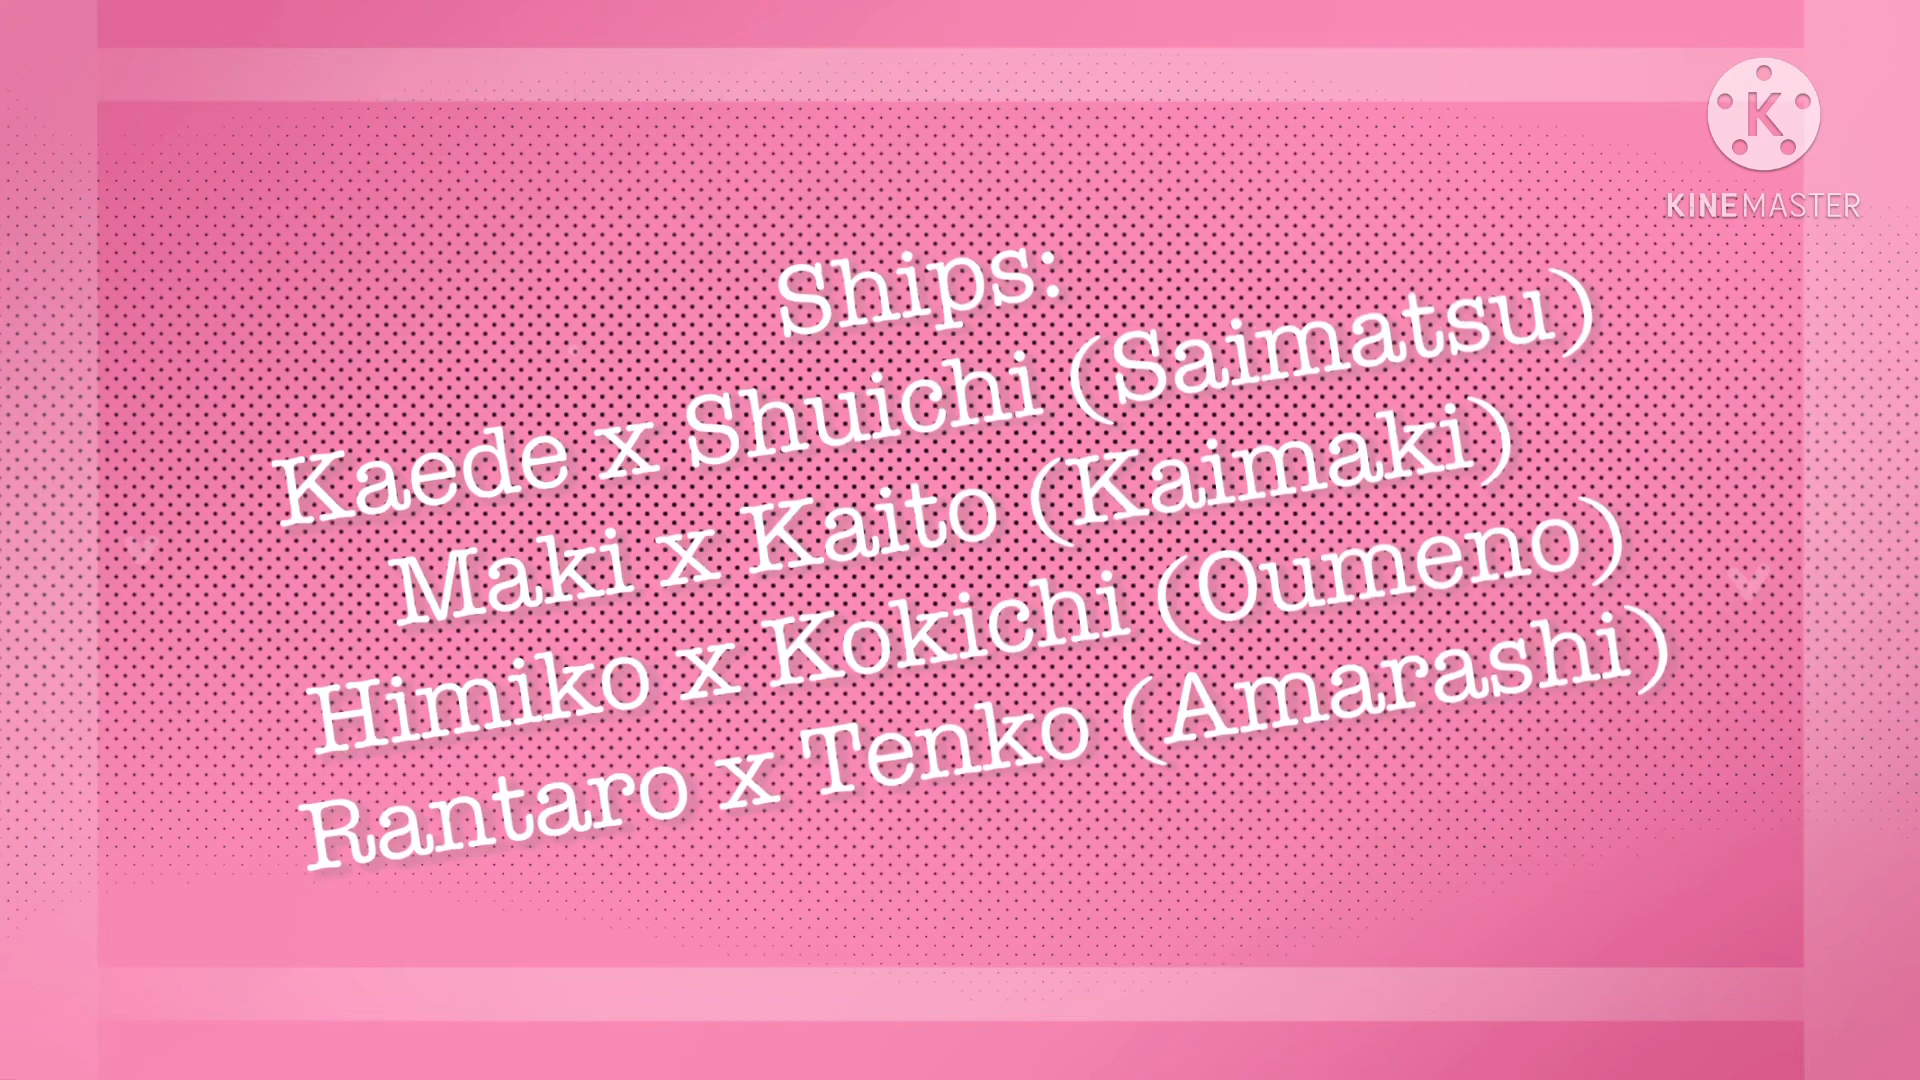 K
KINEMASTER
Ships:
Kaede x Shuichi (Saimatsu)
Maki x Kaito (Kaimaki)
Himiko x Kokichi (Oumeno)
Rantaro x Tenko (Amarashi)